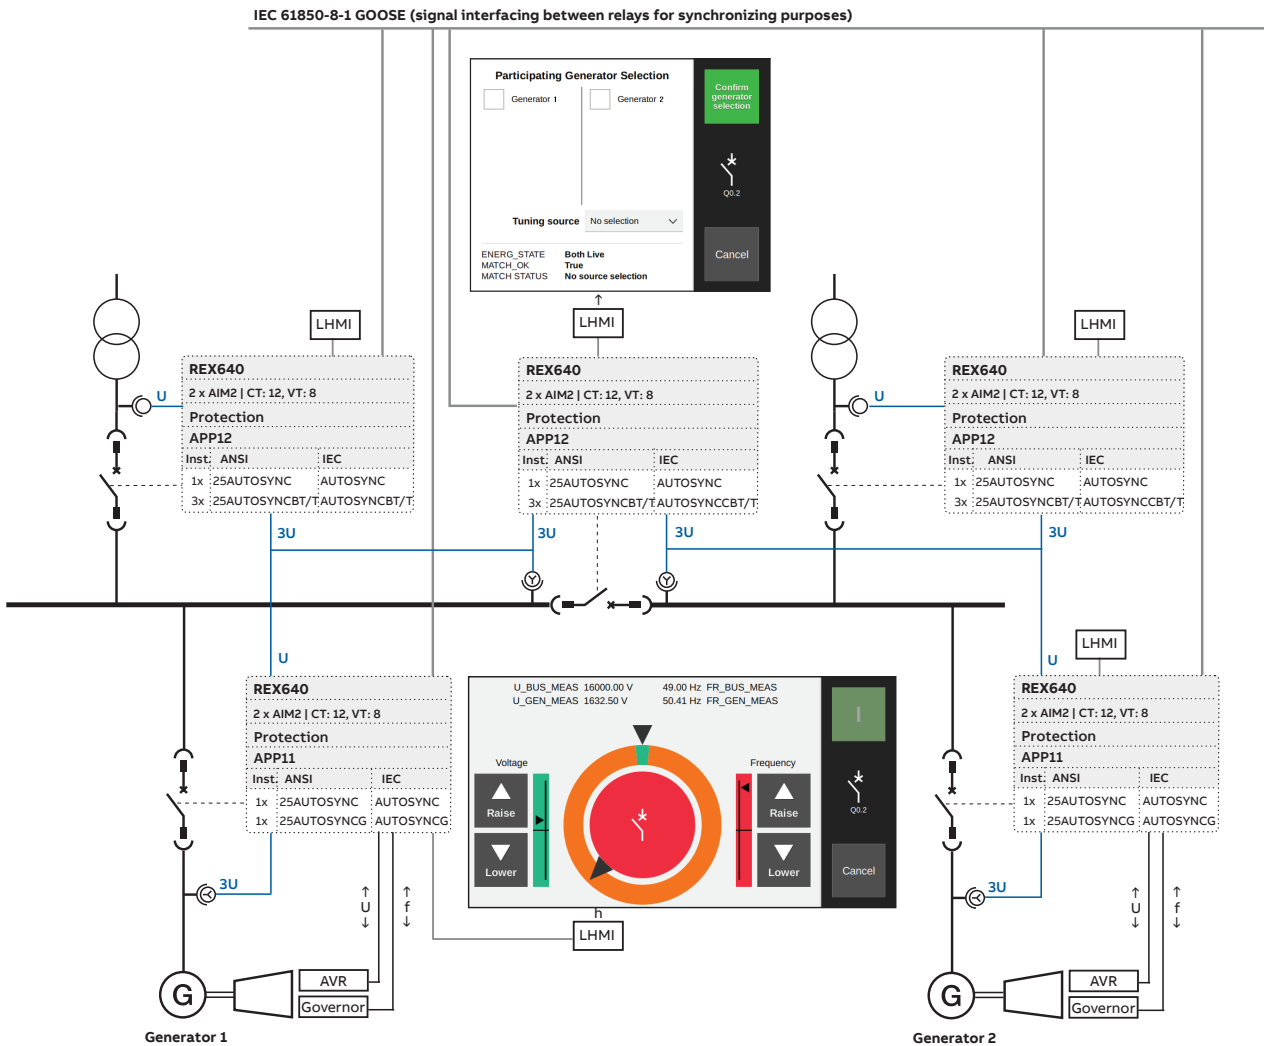 IEC 61850-8-1 GOOSE (signal interfacing between relays for synchronizing purposes)
Participating Generator Selection
Generator 1
Generator 2
Confirm
generator
selection
Q0.2
Tuning source
No selection
ENERG_STATE Both Live
MATCH_OK True
MATCH STATUS No source selection
Cancel
LHMI
LHMI
LHMI
U
REX640
2 x AIM2 | CT: 12, VT: 8
Protection
APP12
Inst. ANSI IEC
1x 25AUTOSYNC AUTOSYNC
3x 25AUTOSYNCBT/T AUTOSYNCBT/T
3U
REX640
2 x AIM2 | CT: 12, VT: 8
Protection
APP12
Inst. ANSI IEC
1x 25AUTOSYNC AUTOSYNC
3x 25AUTOSYNCBT/T AUTOSYNCCBT/T
3U
3U
U
REX640
2 x AIM2 | CT: 12, VT: 8
Protection
APP12
Inst. ANSI IEC
1x 25AUTOSYNC AUTOSYNC
3x 25AUTOSYNCBT/T AUTOSYNCBT/T
3U
U
REX640
2 x AIM2 | CT: 12, VT: 8
Protection
APP11
Inst. ANSI IEC
1x 25AUTOSYNC AUTOSYNC
1x 25AUTOSYNCG AUTOSYNCG
3U
U
f
G
AVR
Governor
Generator 1
U_BUS_MEAS 16000.00 V 49.00 Hz FR_BUS_MEAS
U_GEN_MEAS 1632.50 V 50.41 Hz FR_GEN_MEAS
Voltage
Frequency
Raise
Raise
Lower
Lower
I
Q0.2
Cancel
h
LHMI
LHMI
U
REX640
2 x AIM2 | CT: 12, VT: 8
Protection
APP11
Inst. ANSI IEC
1x 25AUTOSYNC AUTOSYNC
1x 25AUTOSYNCG AUTOSYNCG
3U
U
f
G
AVR
Governor
Generator 2